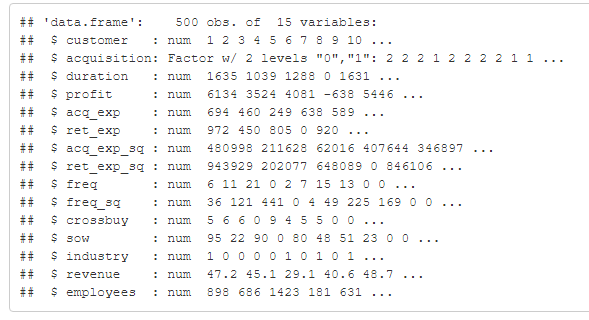 ## 'data.frame':    500 obs. of  15 variables:
##  $ customer   : num  1 2 3 4 5 6 7 8 9 10 ...
##  $ acquisition: Factor w/ 2 levels "0","1": 2 2 2 1 2 2 2 2 1 1 ...
##  $ duration   : num  1635 1039 1288 0 1631 ...
##  $ profit     : num  6134 3524 4081 -638 5446 ...
##  $ acq_exp    : num  694 460 249 638 589 ...
##  $ ret_exp    : num  972 450 805 0 920 ...
##  $ acq_exp_sq : num  480998 211628 62016 407644 346897 ...
##  $ ret_exp_sq : num  943929 202077 648089 0 846106 ...
##  $ freq       : num  6 11 21 0 2 7 15 13 0 0 ...
##  $ freq_sq    : num  36 121 441 0 4 49 225 169 0 0 ...
##  $ crossbuy   : num  5 6 6 0 9 4 5 5 0 0 ...
##  $ sow        : num  95 22 90 0 80 48 51 23 0 0 ...
##  $ industry   : num  1 0 0 0 0 1 0 1 0 1 ...
##  $ revenue    : num  47.2 45.1 29.1 40.6 48.7 ...
##  $ employees  : num  898 686 1423 181 631 ...